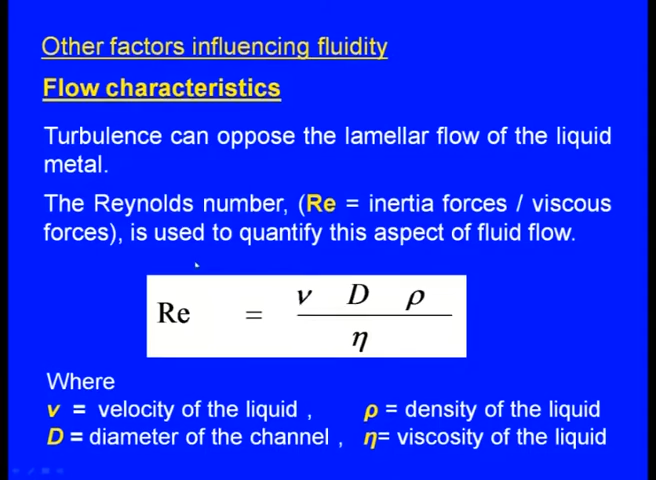 Other factors influencing fluidity
Flow characteristics
Turbulence can oppose the lamellar flow of the liquid
metal.
The Reynolds number, (Re = inertia forces / viscous
forces), is used to quantify this aspect of fluid flow.
Re = ν D ρ
η
Where
v = velocity of the liquid , ρ = density of the liquid
D = diameter of the channel , η= viscosity of the liquid